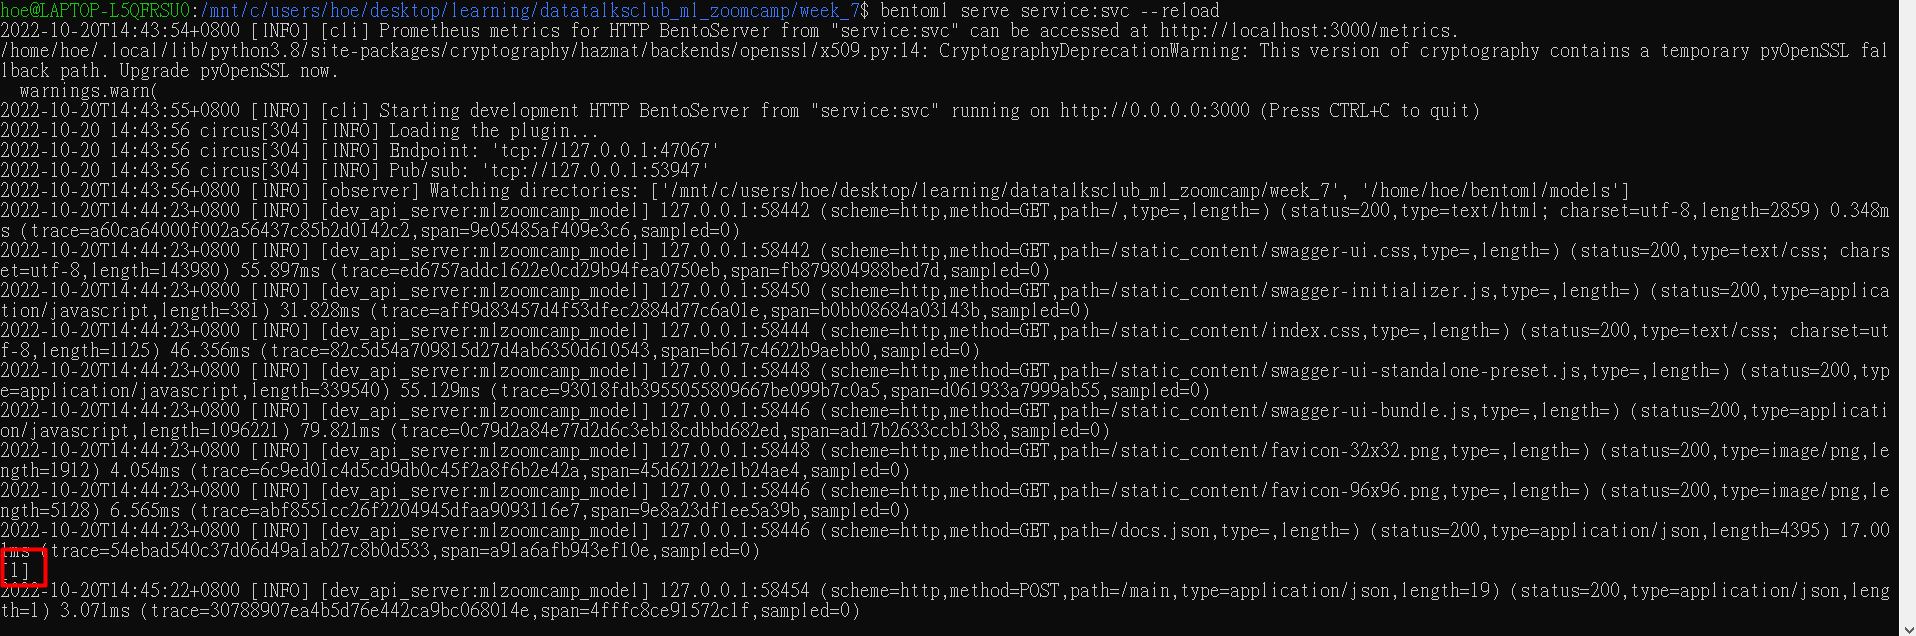 hoe@LAPTOP-L5QFRSU0:/mnt/c/users/hoe/desktop/learning/datatalksclub_ml_zoomcamp/week_7$ bentoml serve service:svc --reload
2022-10-20T14:43:54+0800 [INFO] [cli] Prometheus metrics for HTTP BentoServer from "service:svc" can be accessed at http://localhost:3000/metrics.
/home/hoe/.local/lib/python3.8/site-packages/cryptography/hazmat/backends/openssl/x509.py:14: CryptographyDeprecationWarning: This version of cryptography contains a temporary pyOpenSSL fal
lback path. Upgrade pyOpenSSL now.
  warnings.warn(
2022-10-20T14:43:55+0800 [INFO] [cli] Starting development HTTP BentoServer from "service:svc" running on http://0.0.0.0:3000 (Press CTRL+C to quit)
2022-10-20 14:43:56 circus[304] [INFO] Loading the plugin...
2022-10-20 14:43:56 circus[304] [INFO] Endpoint: 'tcp://127.0.0.1:47067'
2022-10-20 14:43:56 circus[304] [INFO] Pub/sub: 'tcp://127.0.0.1:53947'
2022-10-20T14:43:56+0800 [INFO] [observer] Watching directories: ['/mnt/c/users/hoe/desktop/learning/datatalksclub_ml_zoomcamp/week_7', '/home/hoe/bentoml/models']
2022-10-20T14:44:23+0800 [INFO] [dev_api_server:mlzoomcamp_model] 127.0.0.1:58442 (scheme=http,method=GET,path=/,type=,length=) (status=200,type=text/html; charset=utf-8,length=2859) 0.348m
s (trace=a60ca64000f002a56437c85b2d0142c2,span=9e05485af409e3c6,sampled=0)
2022-10-20T14:44:23+0800 [INFO] [dev_api_server:mlzoomcamp_model] 127.0.0.1:58442 (scheme=http,method=GET,path=/static_content/swagger-ui.css,type=,length=) (status=200,type=text/css; chars
et=utf-8,length=143980) 55.897ms (trace=ed6757addc1622e0cd29b94fea0750eb,span=fb879804988bed7d,sampled=0)
2022-10-20T14:44:23+0800 [INFO] [dev_api_server:mlzoomcamp_model] 127.0.0.1:58450 (scheme=http,method=GET,path=/static_content/swagger-initializer.js,type=,length=) (status=200,type=applica
tion/javascript,length=381) 31.828ms (trace=aff9d83457d4f53dfec2884d77c6a01e,span=b0bb08684a03143b,sampled=0)
2022-10-20T14:44:23+0800 [INFO] [dev_api_server:mlzoomcamp_model] 127.0.0.1:58444 (scheme=http,method=GET,path=/static_content/index.css,type=,length=) (status=200,type=text/css; charset=ut
f-8,length=1125) 46.356ms (trace=82c5d54a709815d27d4ab6350d610543,span=b617c4622b9aebb0,sampled=0)
2022-10-20T14:44:23+0800 [INFO] [dev_api_server:mlzoomcamp_model] 127.0.0.1:58448 (scheme=http,method=GET,path=/static_content/swagger-ui-standalone-preset.js,type=,length=) (status=200,typ
e=application/javascript,length=339540) 55.129ms (trace=93018fdb3955055809667be099b7c0a5,span=d061933a7999ab55,sampled=0)
2022-10-20T14:44:23+0800 [INFO] [dev_api_server:mlzoomcamp_model] 127.0.0.1:58446 (scheme=http,method=GET,path=/static_content/swagger-ui-bundle.js,type=,length=) (status=200,type=applicati
on/javascript,length=1096221) 79.821ms (trace=0c79d2a84e77d2d6c3eb18cdbbd682ed,span=ad17b2633ccb13b8,sampled=0)
2022-10-20T14:44:23+0800 [INFO] [dev_api_server:mlzoomcamp_model] 127.0.0.1:58448 (scheme=http,method=GET,path=/static_content/favicon-32x32.png,type=,length=) (status=200,type=image/png,le
ngth=1912) 4.054ms (trace=6c9ed01c4d5cd9db0c45f2a8f6b2e42a,span=45d62122e1b24ae4,sampled=0)
2022-10-20T14:44:23+0800 [INFO] [dev_api_server:mlzoomcamp_model] 127.0.0.1:58446 (scheme=http,method=GET,path=/static_content/favicon-96x96.png,type=,length=) (status=200,type=image/png,le
ngth=5128) 6.565ms (trace=abf8551cc26f2204945dfaa9093116e7,span=9e8a23df1ee5a39b,sampled=0)
2022-10-20T14:44:23+0800 [INFO] [dev_api_server:mlzoomcamp_model] 127.0.0.1:58446 (scheme=http,method=GET,path=/docs.json,type=,length=) (status=200,type=application/json,length=4395) 17.00
1ms (trace=54ebad540c37d06d49a1ab27c8b0d533,span=a91a6afb943ef10e,sampled=0)
[1]
2022-10-20T14:45:22+0800 [INFO] [dev_api_server:mlzoomcamp_model] 127.0.0.1:58454 (scheme=http,method=POST,path=/main,type=application/json,length=19) (status=200,type=application/json,leng
th=1) 3.071ms (trace=30788907ea4b5d76e442ca9bc068014e,span=4fffc8ce91572c1f,sampled=0)